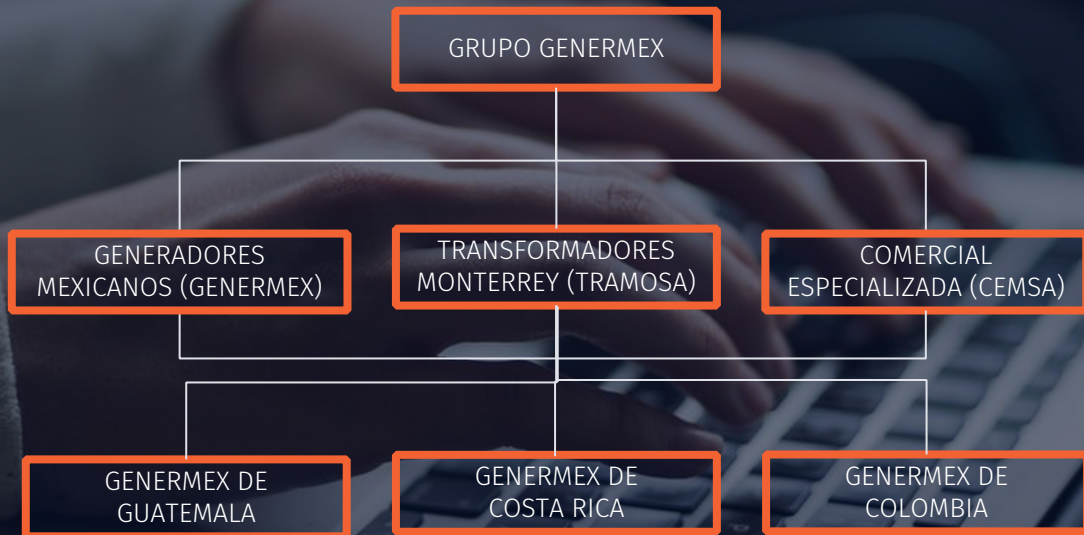 GRUPO GENERMEX
GENERADORES
MEXICANOS (GENERMEX)
TRANSFORMADORES
MONTERREY (TRAMOSA)
COMERCIAL
ESPECIALIZADA (CEMSA)
GENERMEX DE
GUATEMALA
GENERMEX DE
COSTA RICA
GENERMEX DE
COLOMBIA